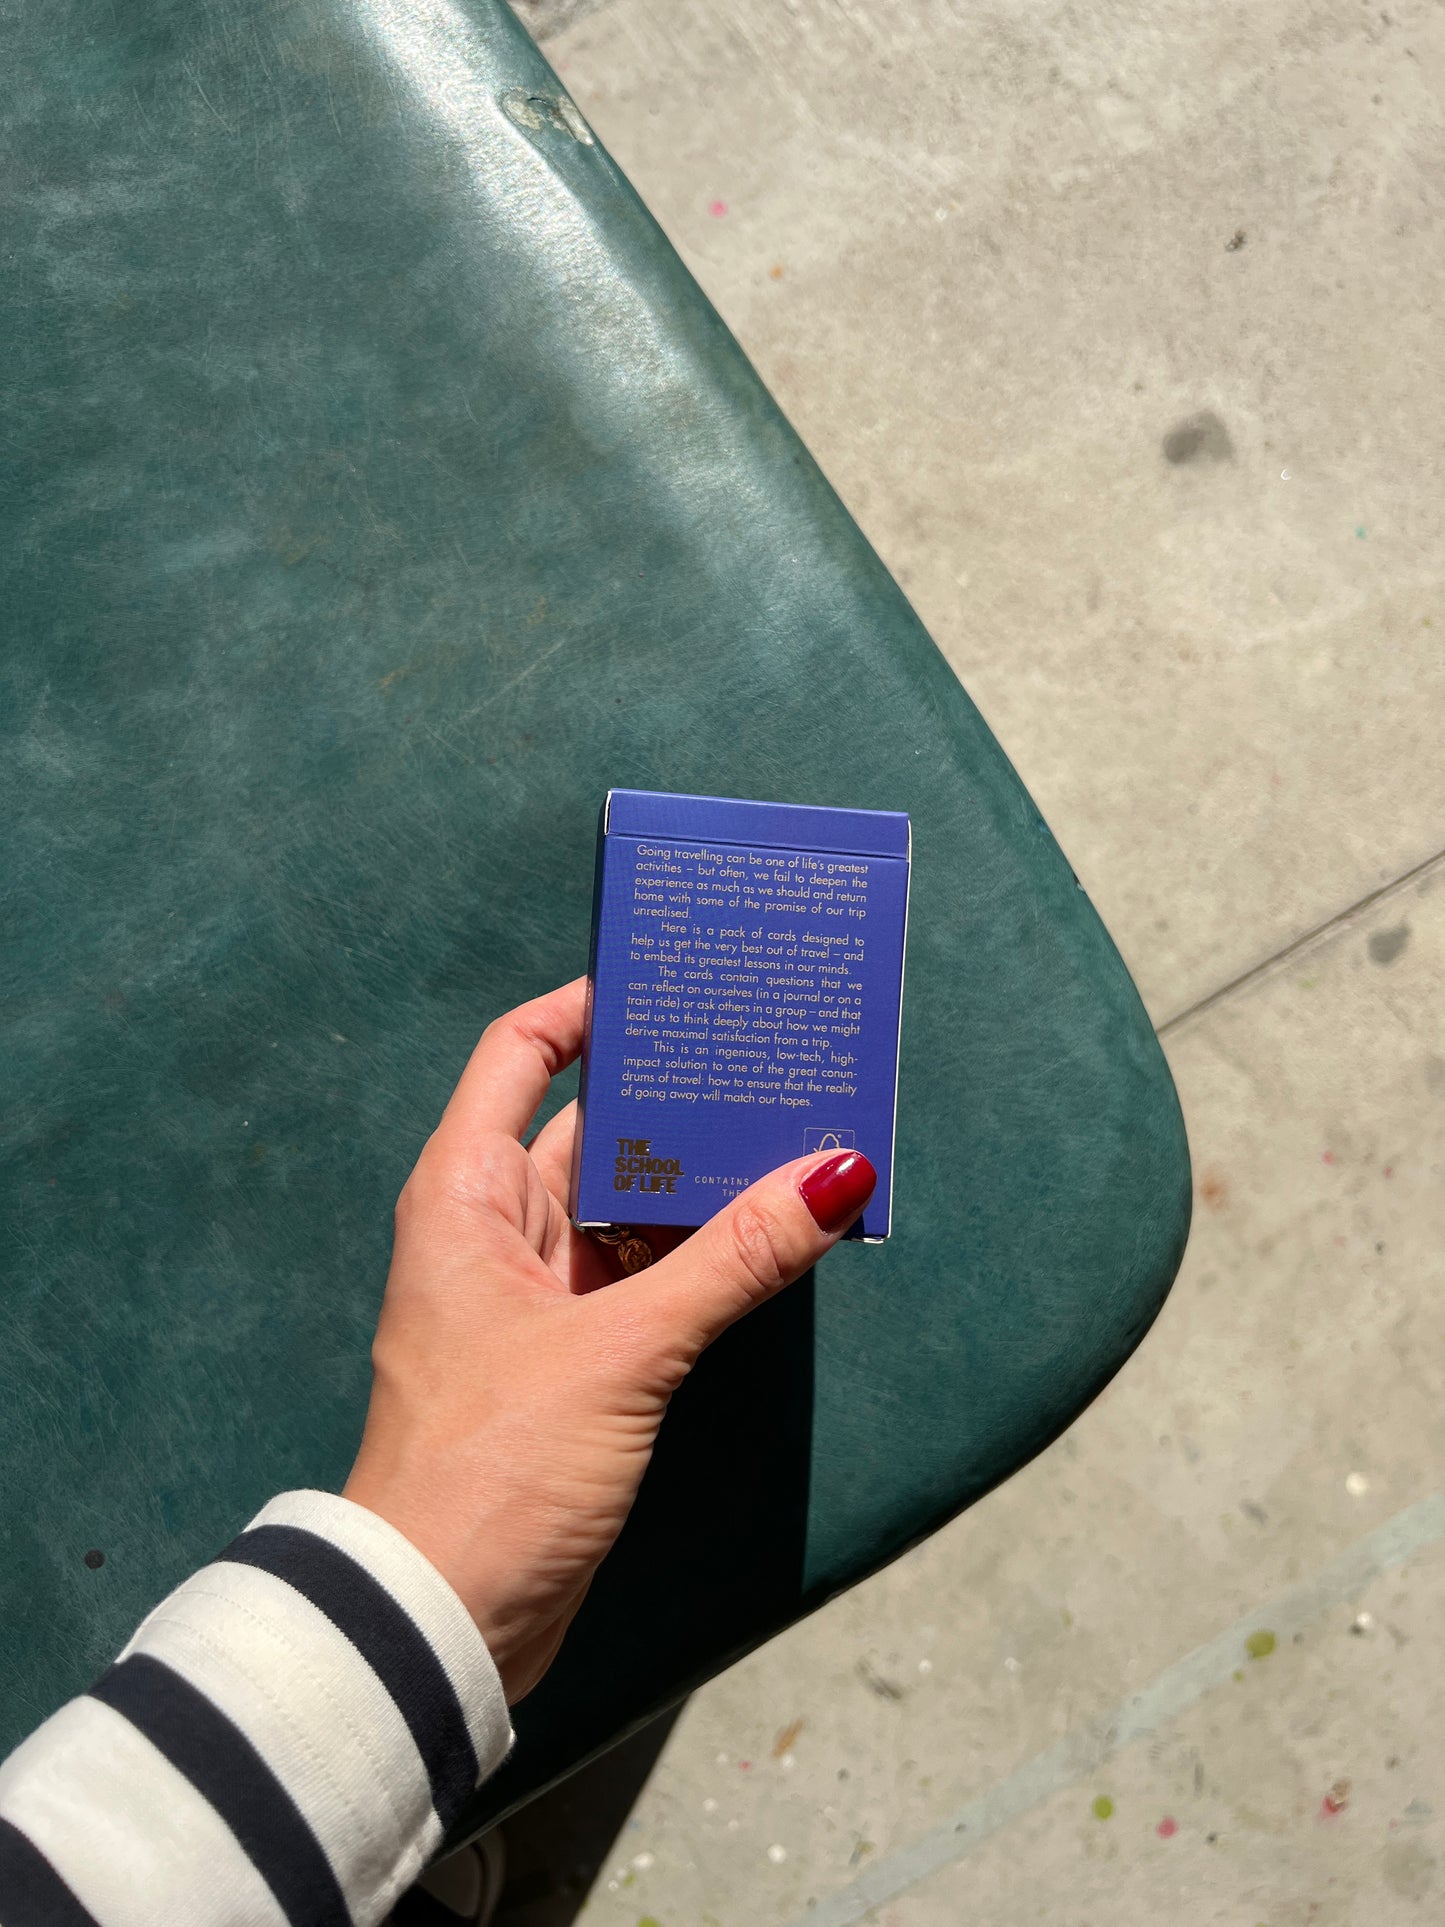 Going travelling can be one of life's greatest
activities – but often, we fail to deepen the
experience as much as we should and return
home with some of the promise of our trip
unrealised.
Here is a pack of cards designed to
help us get the very best out of travel – and
to embed its greatest lessons in our minds.
The cards contain questions that we
can reflect on ourselves (in a journal or on a
train ride) or ask others in a group – and that
lead us to think deeply about how we might
derive maximal satisfaction from a trip.
This is an ingenious, low-tech, high-
impact solution to one of the great conun-
drums of travel: how to ensure that the reality
of going away will match our hopes.
THE
SCHOOL
OF LIFE
CONTAINS